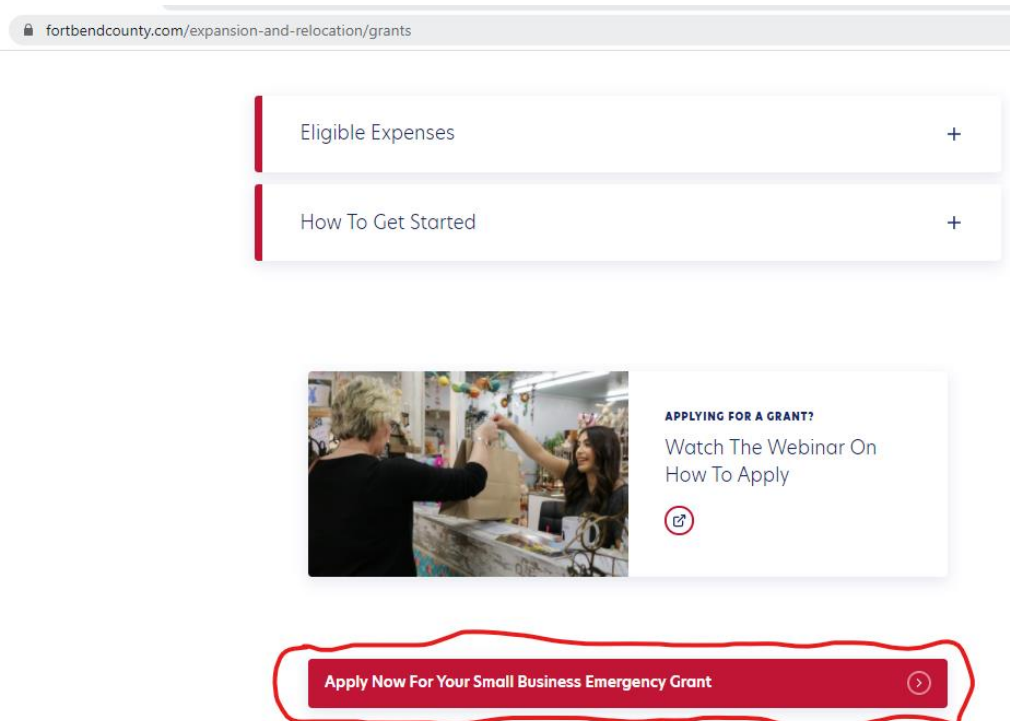 fortbendcounty.com/expansion-and-relocation/grants
Eligible Expenses
How To Get Started
APPLYING FOR A GRANT?
Watch The Webinar On
How To Apply
Apply Now For Your Small Business Emergency Grant